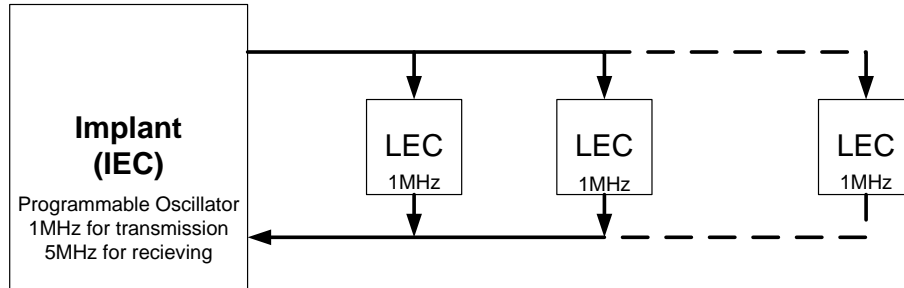 Implant
(IEC)
Programmable Oscillator
1MHz for transmission
5MHz for recieving
LEC
1MHz
LEC
1MHz
LEC
1MHz